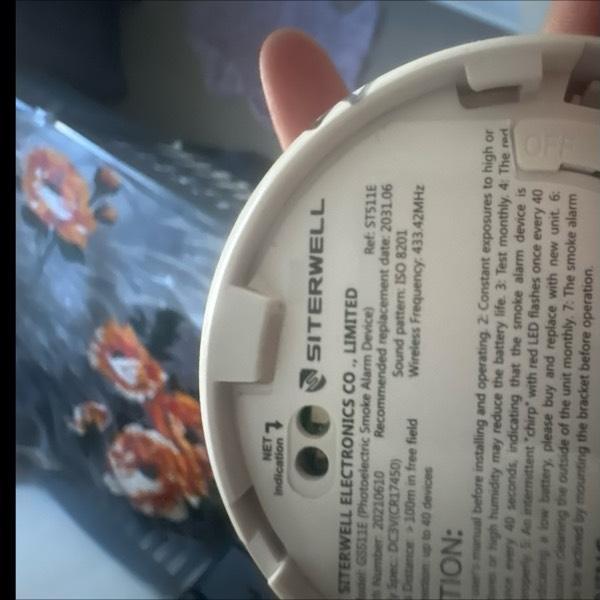 NET
indication
SITERWELL
SITERWELL ELECTRONICS CO., LIMITED
GS511E (Photoelectric Smoke Alarm Device) Ref: ST511E
Number: 20210610 Recommended replacement date: 2031.06
Spec: DC3V(CR17450) Sound pattern: ISO 8201
Distance: >100m in free field Wireless Frequency: 433.42MHz
up to 40 devices
OFF
user's manual before installing and operating. 2: Constant exposures to high or
or high humidity may reduce the battery life. 3: Test monthly. 4: The red
every 40 seconds, indicating that the smoke alarm device is
5: An intermittent "chirp" with red LED flashes once every 40
a low battery, please buy and replace with new unit. 6:
cleaning the outside of the unit monthly. 7: The smoke alarm
be actived by mounting the bracket before operation.